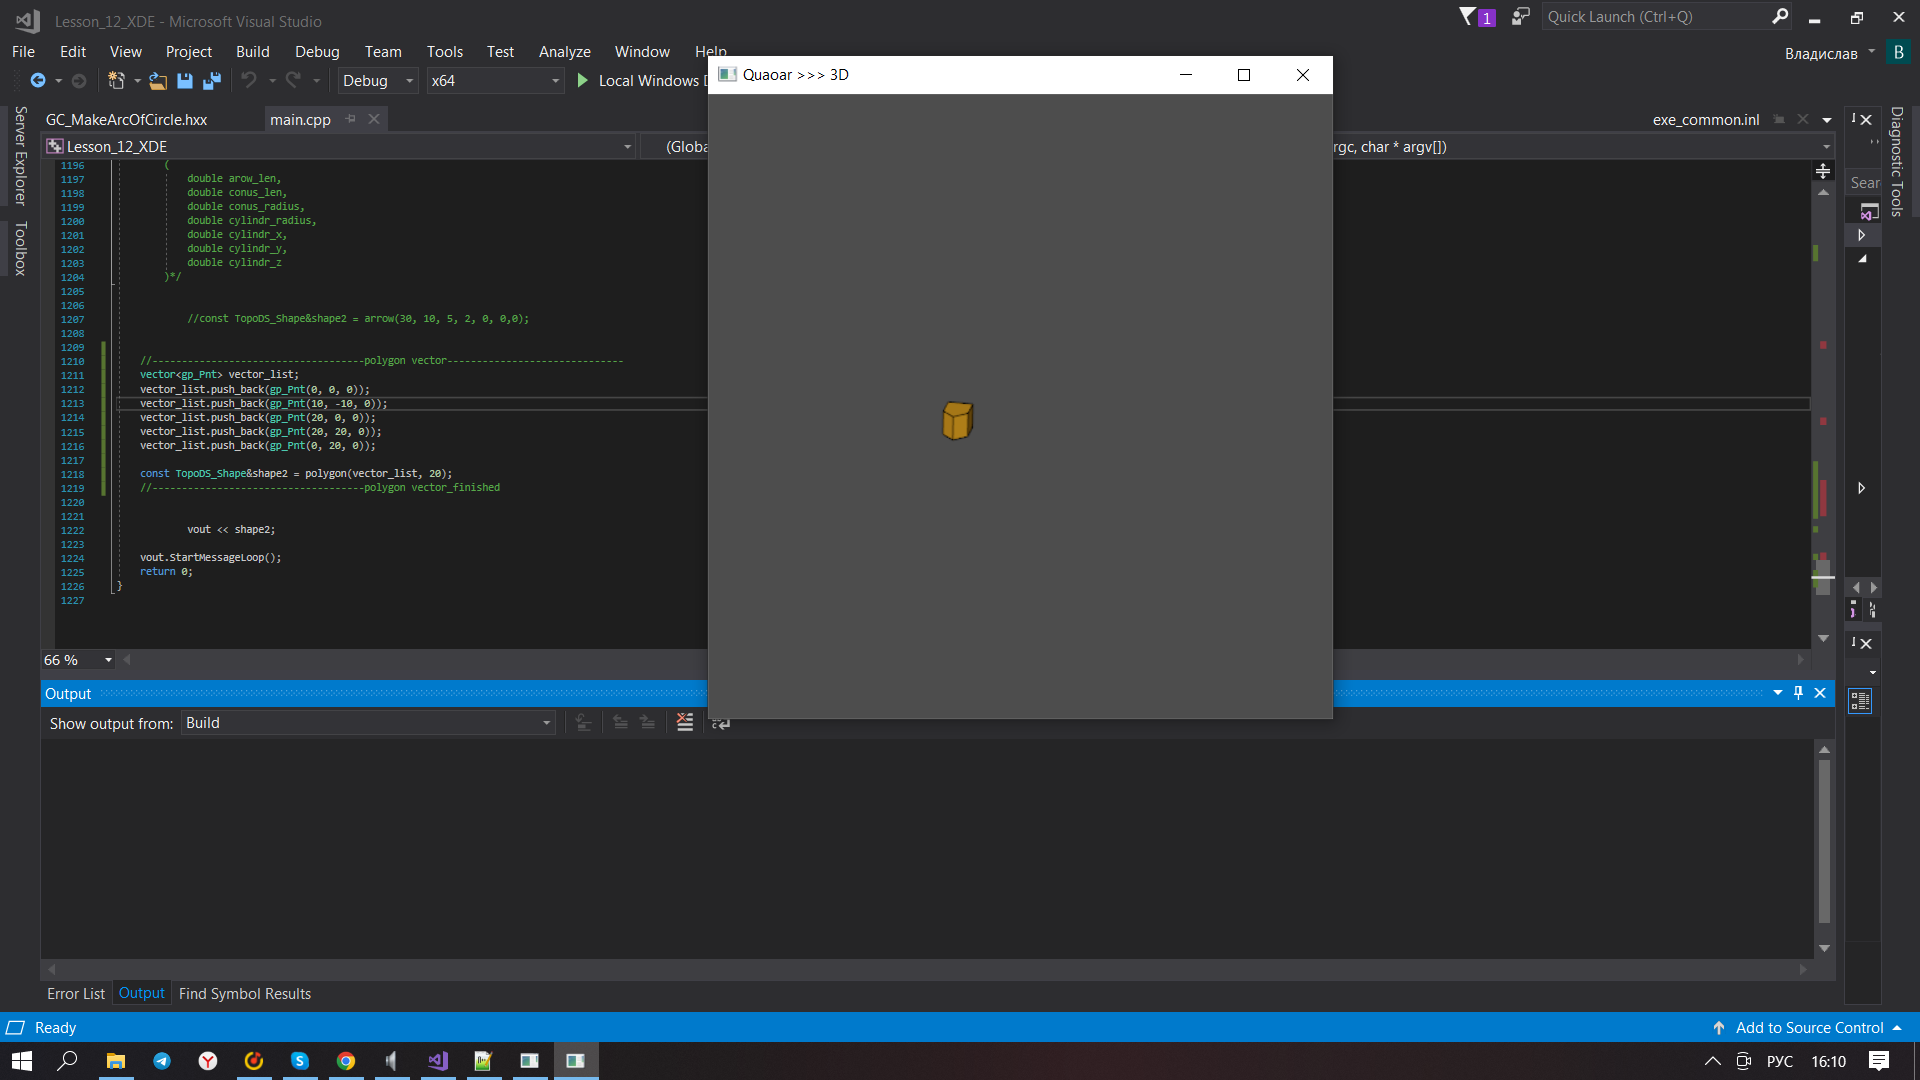 Lesson_12_XDE - Microsoft Visual Studio
1
Quick Launch (Ctrl+Q)
File Edit View Project Build Debug Team Tools Test Analyze Window Help
Владислав B
Debug x64 Local Windows D
Quaoar >>> 3D
Server Explorer
Toolbox
GC_MakeArcOfCircle.hxx main.cpp exe_common.inl
Lesson_12_XDE (Globa rgc, char * argv[])
Diagnostic Tools
Sear
1196 (
1197 double arow_len,
1198 double conus_len,
1199 double conus_radius,
1200 double cylindr_radius,
1201 double cylindr_x,
1202 double cylindr_y,
1203 double cylindr_z
1204 )*/
1205
1206
1207 //const TopoDS_Shape&shape2 = arrow(30, 10, 5, 2, 0, 0,0);
1208
1209
1210 //------------------------------------polygon vector------------------------------
1211 vector<gp_Pnt> vector_list;
1212 vector_list.push_back(gp_Pnt(0, 0, 0));
1213 vector_list.push_back(gp_Pnt(10, -10, 0));
1214 vector_list.push_back(gp_Pnt(20, 0, 0));
1215 vector_list.push_back(gp_Pnt(20, 20, 0));
1216 vector_list.push_back(gp_Pnt(0, 20, 0));
1217
1218 const TopoDS_Shape&shape2 = polygon(vector_list, 20);
1219 //------------------------------------polygon vector_finished
1220
1221
1222 vout << shape2;
1223
1224 vout.StartMessageLoop();
1225 return 0;
1226 }
1227
66 %
Output
Show output from: Build
Error List Output Find Symbol Results
Ready Add to Source Control
РУС 16:10